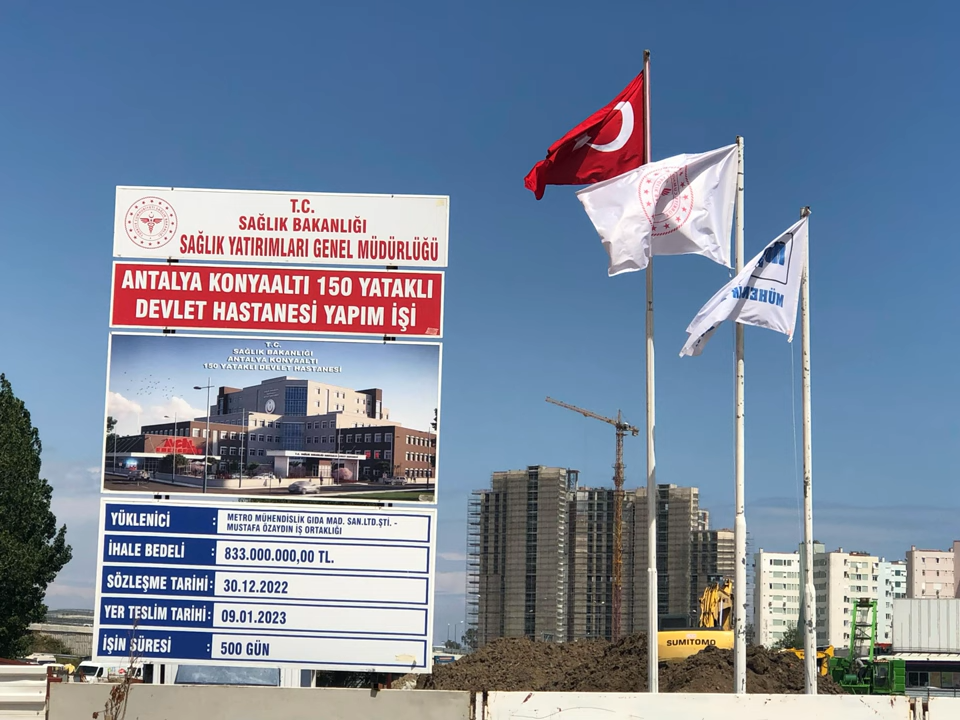 T.C.
SAĞLIK BAKANLIĞI
SAĞLIK YATIRIMLARI GENEL MÜDÜRLÜĞÜ
ANTALYA KONYAALTI 150 YATAKLI
DEVLET HASTANESİ YAPIM İŞİ
T.C.
SAĞLIK BAKANLIĞI
ANTALYA KONYAALTI
150 YATAKLI DEVLET HASTANESİ
YÜKLENİCİ : METRO MÜHENDİSLİK GIDA MAD. SAN.LTD.ŞTİ. -
MUSTAFA ÖZAYDIN İŞ ORTAKLIĞI
İHALE BEDELİ : 833.000.000,00 TL.
SÖZLEŞME TARİHİ : 30.12.2022
YER TESLİM TARİHİ : 09.01.2023
İŞİN SÜRESİ : 500 GÜN
SUMITOMO